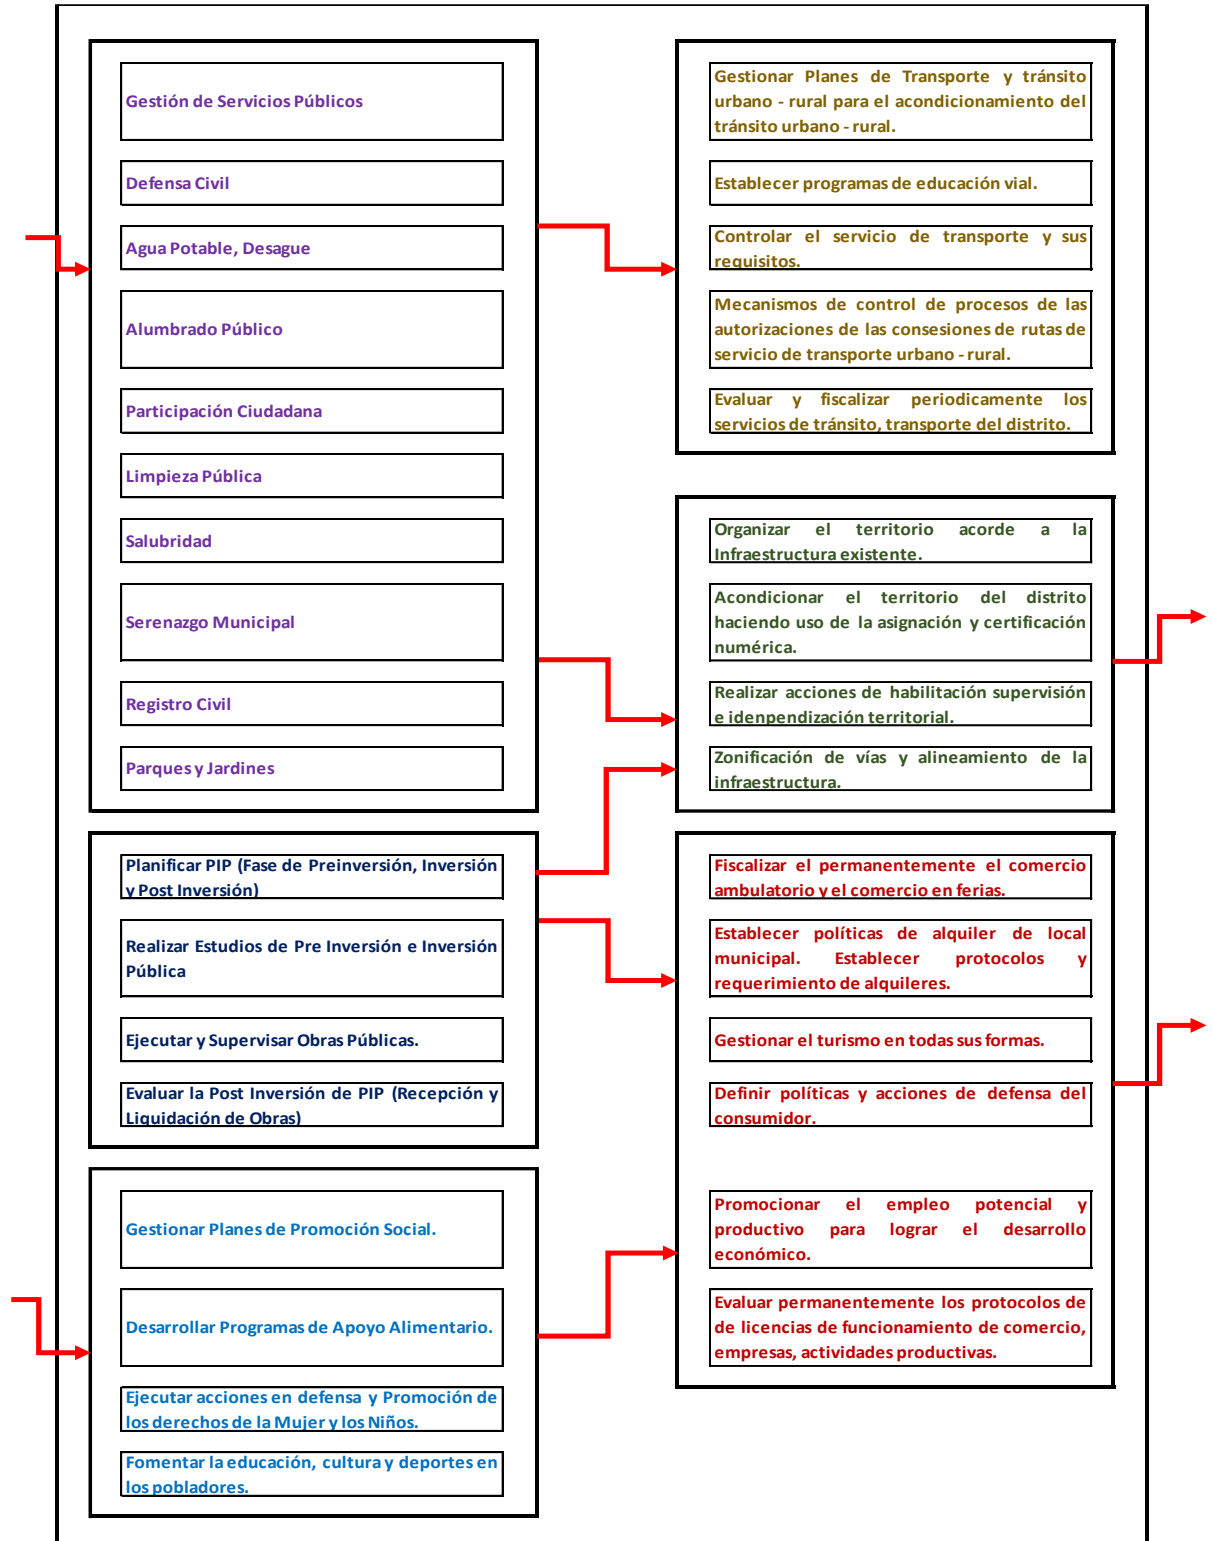 Gestión de Servicios Públicos
Defensa Civil
Agua Potable, Desague
Alumbrado Público
Participación Ciudadana
Limpieza Pública
Salubridad
Serenazgo Municipal
Registro Civil
Parques y Jardines
Planificar PIP (Fase de Preinversión, Inversión
y Post Inversión)
Realizar Estudios de Pre Inversión e Inversión
Pública
Ejecutar y Supervisar Obras Públicas.
Evaluar la Post Inversión de PIP (Recepción y
Liquidación de Obras)
Gestionar Planes de Promoción Social.
Desarrollar Programas de Apoyo Alimentario.
Ejecutar acciones en defensa y Promoción de
los derechos de la Mujer y los Niños.
Fomentar la educación, cultura y deportes en
los pobladores.
Gestionar Planes de Transporte y tránsito
urbano - rural para el acondicionamiento del
tránsito urbano - rural.
Establecer programas de educación vial.
Controlar el servicio de transporte y sus
requisitos.
Mecanismos de control de procesos de las
autorizaciones de las consesiones de rutas de
servicio de transporte urbano - rural.
Evaluar y fiscalizar periodicamente los
servicios de tránsito, transporte del distrito.
Organizar el territorio acorde a la
Infraestructura existente.
Acondicionar el territorio del distrito
haciendo uso de la asignación y certificación
numérica.
Realizar acciones de habilitación supervisión
e idenpendización territorial.
Zonificación de vías y alineamiento de la
infraestructura.
Fiscalizar el permanentemente el comercio
ambulatorio y el comercio en ferias.
Establecer políticas de alquiler de local
municipal. Establecer protocolos y
requerimiento de alquileres.
Gestionar el turismo en todas sus formas.
Definir políticas y acciones de defensa del
consumidor.
Promocionar el empleo potencial y
productivo para lograr el desarrollo
económico.
Evaluar permanentemente los protocolos de
de licencias de funcionamiento de comercio,
empresas, actividades productivas.